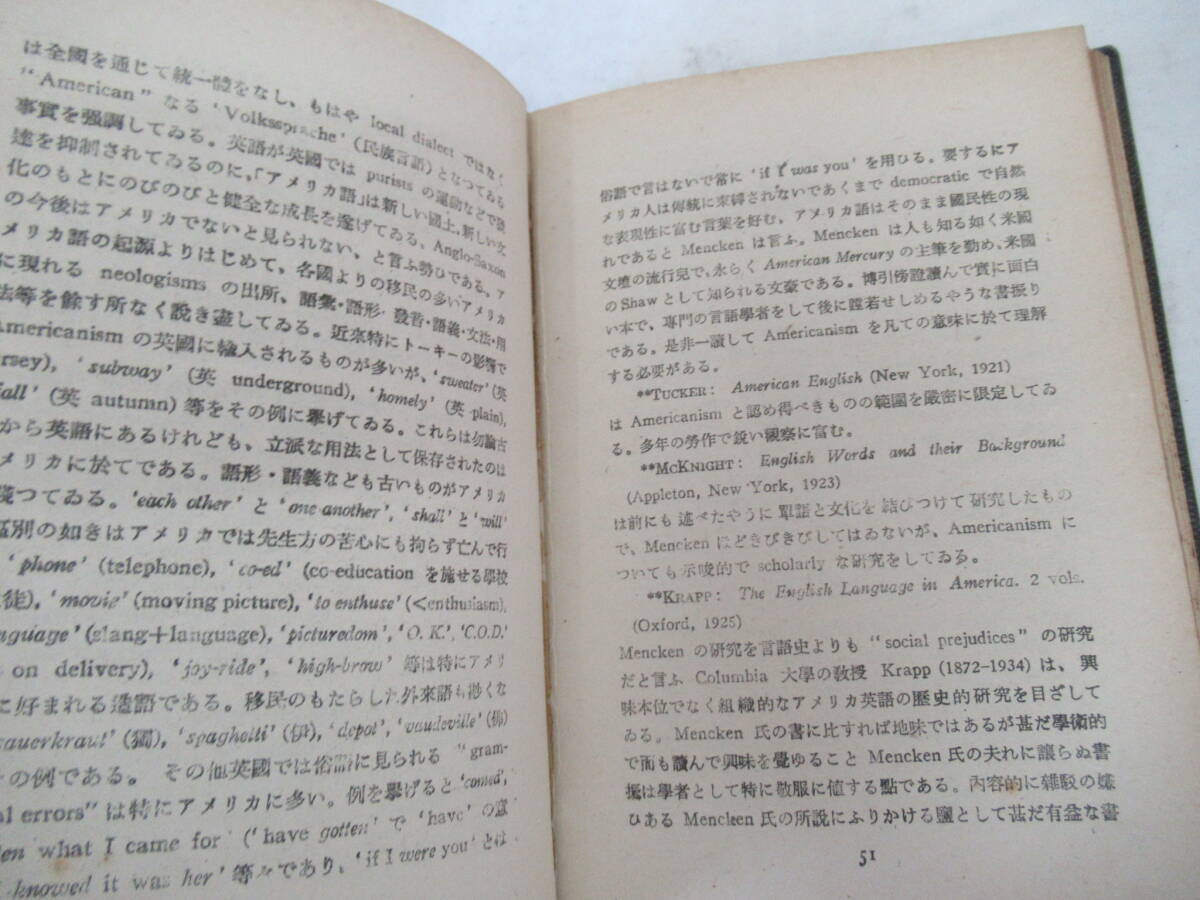 は全國を通じて統一體をなし、もはや local dialect ではなく
“American” なる ‘Volkssprache’ (民族言語) となつてゐる
事實を强調してゐる。英語が英國では purists の運動などで發
達を抑制されてゐるのに、「アメリカ語」は新しい國土、新しい文
化のもとにのびのびと健全な成長を遂げてゐる、Anglo-Saxon
の今後はアメリカでないと見られない、と言ふ勢ひである。ア
メリカ語の起源よりはじめて、各國よりの移民の多いアメリカ
に現れる neologisms の出所、語彙・語形・發音・語義・文法・用
法等を餘す所なく說き盡してゐる。近來特にトーキーの影響で
Americanism の英國に輸入されるものが多いが、‘sweater’ (英
rsey), ‘subway’ (英 underground), ‘homely’ (英 plain),
fall’ (英 autumn) 等をその例に擧げてゐる。これらは勿論古
から英語にあるけれども、立派な用法として保存されたのは
メリカに於てである。語形・語義なども古いものがアメリカ
殘つてゐる。‘each other’ と ‘one another’, ‘shall’ と ‘will’
區別の如きはアメリカでは先生方の苦心にも拘らず亡んで行
‘phone’ (telephone), ‘co-ed’ (co-education を施せる學校
徒), ‘movie’ (moving picture), ‘to enthuse’ (<enthusiasm),
nguage’ (slang+language), ‘picturedom’, ‘O. K.’, ‘C.O.D.’
on delivery), ‘joy-ride’, ‘high-brow’ 等は特にアメリ
に好まれる造語である。移民のもたらした外來語も尠くな
sauerkraut’ (獨), ‘spaghetti’ (伊), ‘depot’, ‘vaudeville’ (佛)
の例である。 その他英國では俗語に見られる “gram-
al errors” は特にアメリカに多い。例を擧げると ‘comed’,
ten what I came for (‘have gotten’ で ‘have’ の意
I knowed it was her’ 等々であり、‘if I were you’ とは
俗語で言はないで常に ‘if I was you’ を用ひる。要するにア
メリカ人は傳統に束縛されないであくまで democratic で自然
な表現性に富む言葉を好む、アメリカ語はそのまま國民性の現
れであると Mencken は言ふ。Mencken は人も知る如く米國
文壇の流行兒で、永らく American Mercury の主筆を勤め、米國
の Shaw として知られる文豪である。博引傍證讀んで實に面白
い本で、專門の言語學者をして後に瞠若せしめるやうな書振り
である。是非一讀して Americanism を凡ての意味に於て理解
する必要がある。
**TUCKER: American English (New York, 1921)
は Americanism と認め得べきものの範圍を嚴密に限定してゐ
る。多年の勞作で銳い觀察に富む。
**MCKNIGHT: English Words and their Background
(Appleton, New York, 1923)
は前にも述べたやうに單語と文化を結びつけて研究したもの
で、Mencken ほどきびきびしてはゐないが、Americanism に
ついても示唆的で scholarly な研究をしてゐる。
**KRAPP: The English Language in America. 2 vols.
(Oxford, 1925)
Mencken の研究を言語史よりも “social prejudices” の研究
だと言ふ Columbia 大學の敎授 Krapp (1872-1934) は、興
味本位でなく組織的なアメリカ英語の歷史的硏究を目ざして
ゐる。Mencken 氏の書に比すれば地味ではあるが甚だ學術的
で而も讀んで興味を覺ゆること Mencken 氏の夫れに讓らぬ書
振は學者として特に敬服に値する點である。內容的に雜駁の嫌
ひある Mencken 氏の所說にふりかける鹽として甚だ有益な書
51